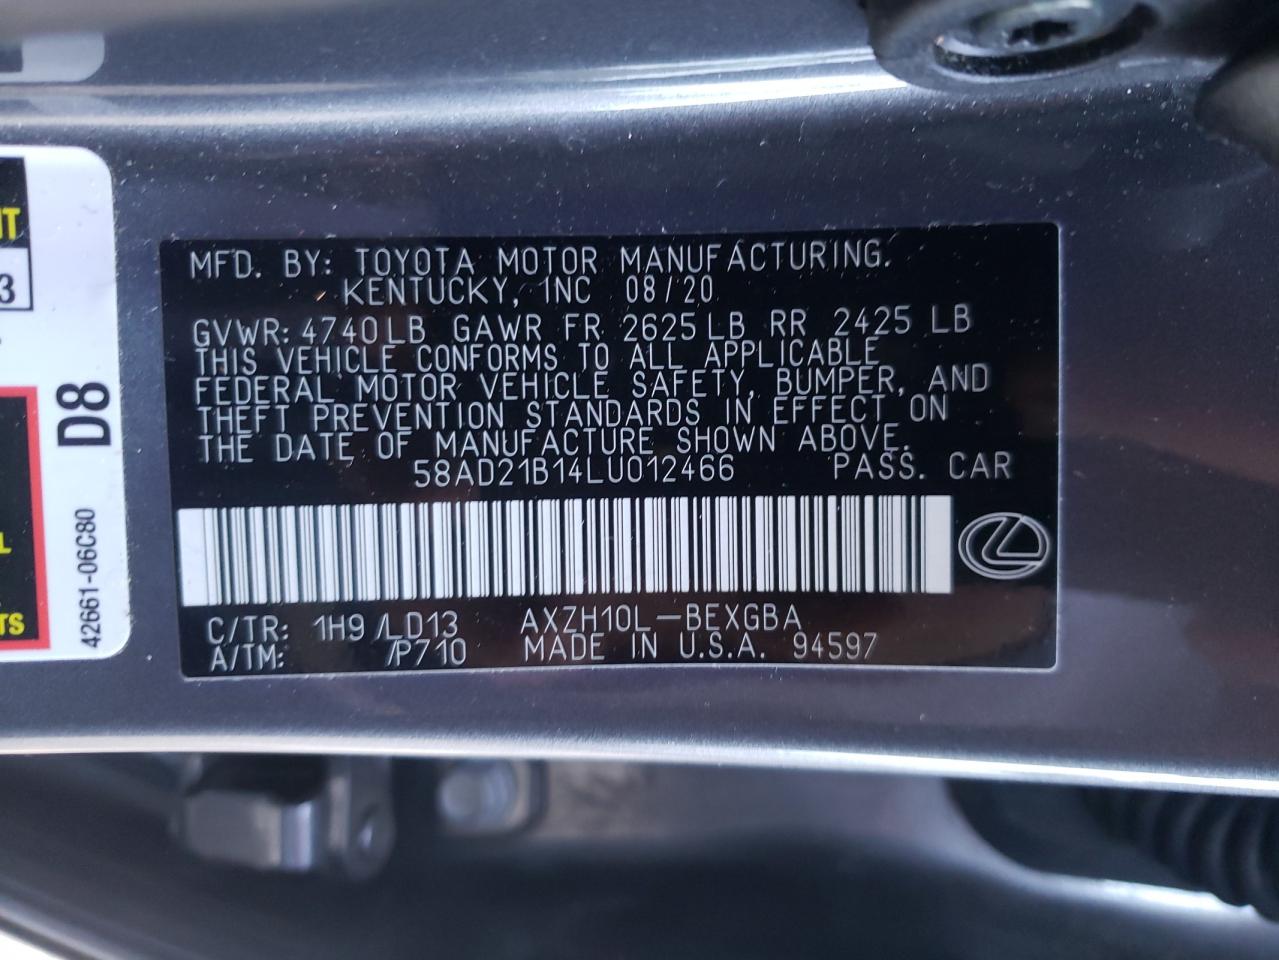 MFD. BY: TOYOTA MOTOR MANUFACTURING.
KENTUCKY, INC 08/20
GVWR: 4740LB GAWR FR 2625LB RR 2425 LB
THIS VEHICLE CONFORMS TO ALL APPLICABLE
FEDERAL MOTOR VEHICLE SAFETY, BUMPER, AND
THEFT PREVENTION STANDARDS IN EFFECT ON
THE DATE OF MANUFACTURE SHOWN ABOVE.
58AD21B14LU012466 PASS. CAR
C/TR: 1H9 /LD13 AXZH10L-BEXGBA
A/TM: /P710 MADE IN U.S.A. 94597
D8
42661-06C80
3